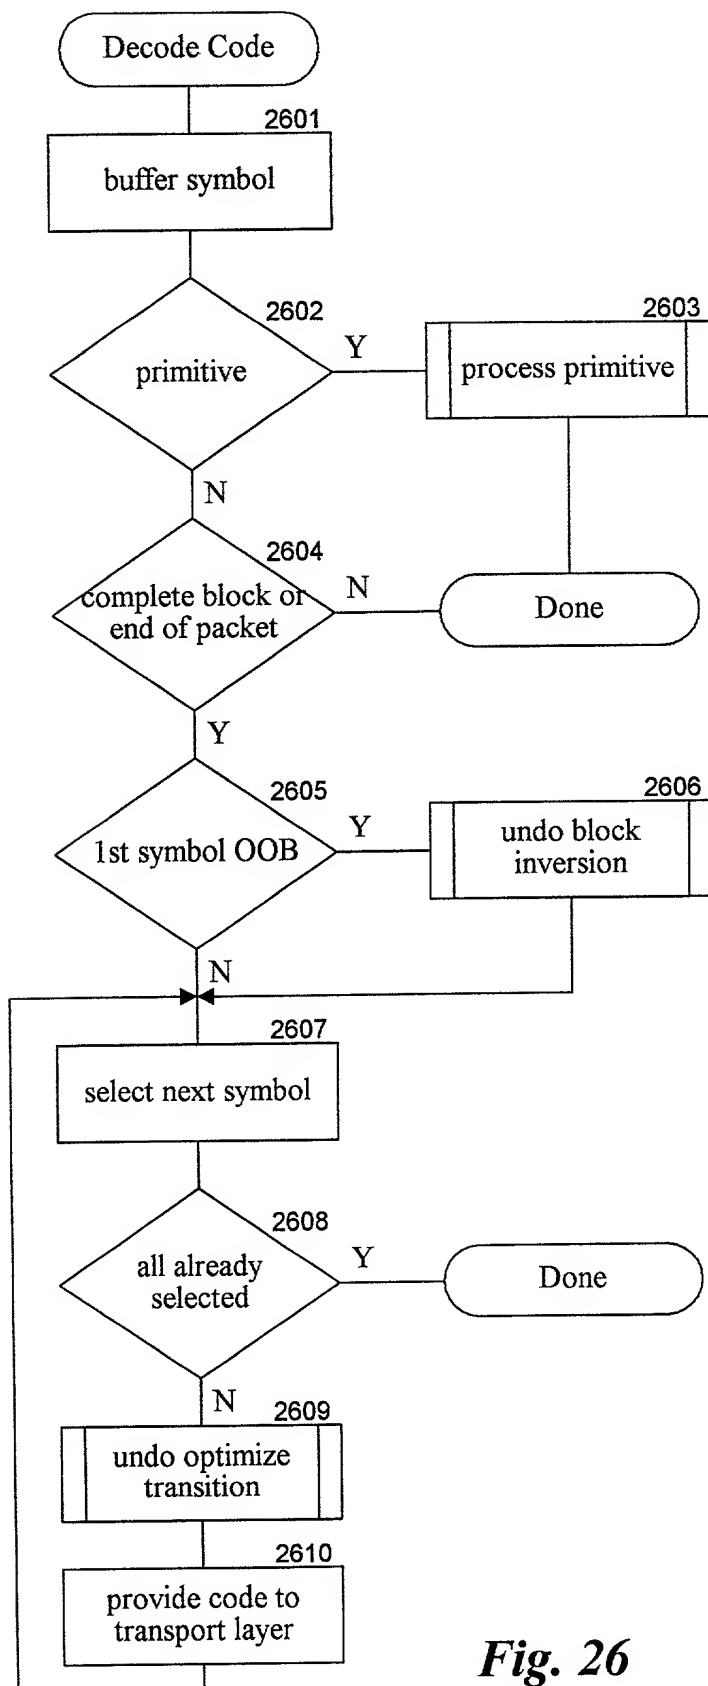 Decode Code
2601
buffer symbol
2602
primitive
Y
2603
process primitive
N
2604
complete block or
end of packet
N
Done
Y
2605
1st symbol OOB
Y
2606
undo block
inversion
N
2607
select next symbol
2608
all already
selected
Y
Done
N
2609
undo optimize
transition
2610
provide code to
transport layer
Fig. 26